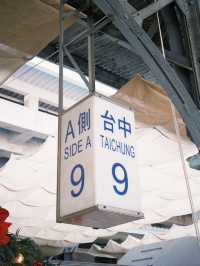 A側
SIDE A
9
台中
TAICHUNG
9